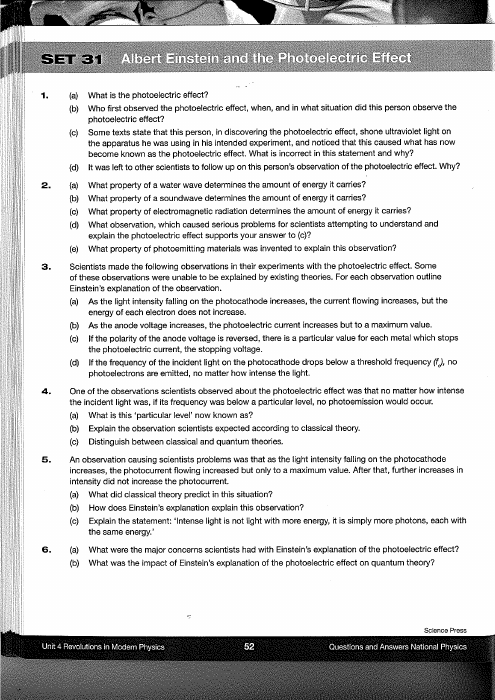 SET 31 Albert Einstein and the Photoelectric Effect
1. (a) What is the photoelectric effect?
(b) Who first observed the photoelectric effect, when, and in what situation did this person observe the
photoelectric effect?
(c) Some texts state that this person, in discovering the photoelectric effect, shone ultraviolet light on
the apparatus he was using in his intended experiment, and noticed that this caused what has now
become known as the photoelectric effect. What is incorrect in this statement and why?
(d) It was left to other scientists to follow up on this person's observation of the photoelectric effect. Why?
2. (a) What property of a water wave determines the amount of energy it carries?
(b) What property of a soundwave determines the amount of energy it carries?
(c) What property of electromagnetic radiation determines the amount of energy it carries?
(d) What observation, which caused serious problems for scientists attempting to understand and
explain the photoelectric effect supports your answer to (c)?
(e) What property of photoemitting materials was invented to explain this observation?
3. Scientists made the following observations in their experiments with the photoelectric effect. Some
of these observations were unable to be explained by existing theories. For each observation outline
Einstein's explanation of the observation.
(a) As the light intensity falling on the photocathode increases, the current flowing increases, but the
energy of each electron does not increase.
(b) As the anode voltage increases, the photoelectric current increases but to a maximum value.
(c) If the polarity of the anode voltage is reversed, there is a particular value for each metal which stops
the photoelectric current, the stopping voltage.
(d) If the frequency of the incident light on the photocathode drops below a threshold frequency (fₒ), no
photoelectrons are emitted, no matter how intense the light.
4. One of the observations scientists observed about the photoelectric effect was that no matter how intense
the incident light was, if its frequency was below a particular level, no photoemission would occur.
(a) What is this 'particular level' now known as?
(b) Explain the observation scientists expected according to classical theory.
(c) Distinguish between classical and quantum theories.
5. An observation causing scientists problems was that as the light intensity falling on the photocathode
increases, the photocurrent flowing increased but only to a maximum value. After that, further increases in
intensity did not increase the photocurrent.
(a) What did classical theory predict in this situation?
(b) How does Einstein's explanation explain this observation?
(c) Explain the statement: 'Intense light is not light with more energy, it is simply more photons, each with
the same energy.'
6. (a) What were the major concerns scientists had with Einstein's explanation of the photoelectric effect?
(b) What was the impact of Einstein's explanation of the photoelectric effect on quantum theory?
Science Press
Unit 4 Revolutions in Modern Physics 52 Questions and Answers National Physics